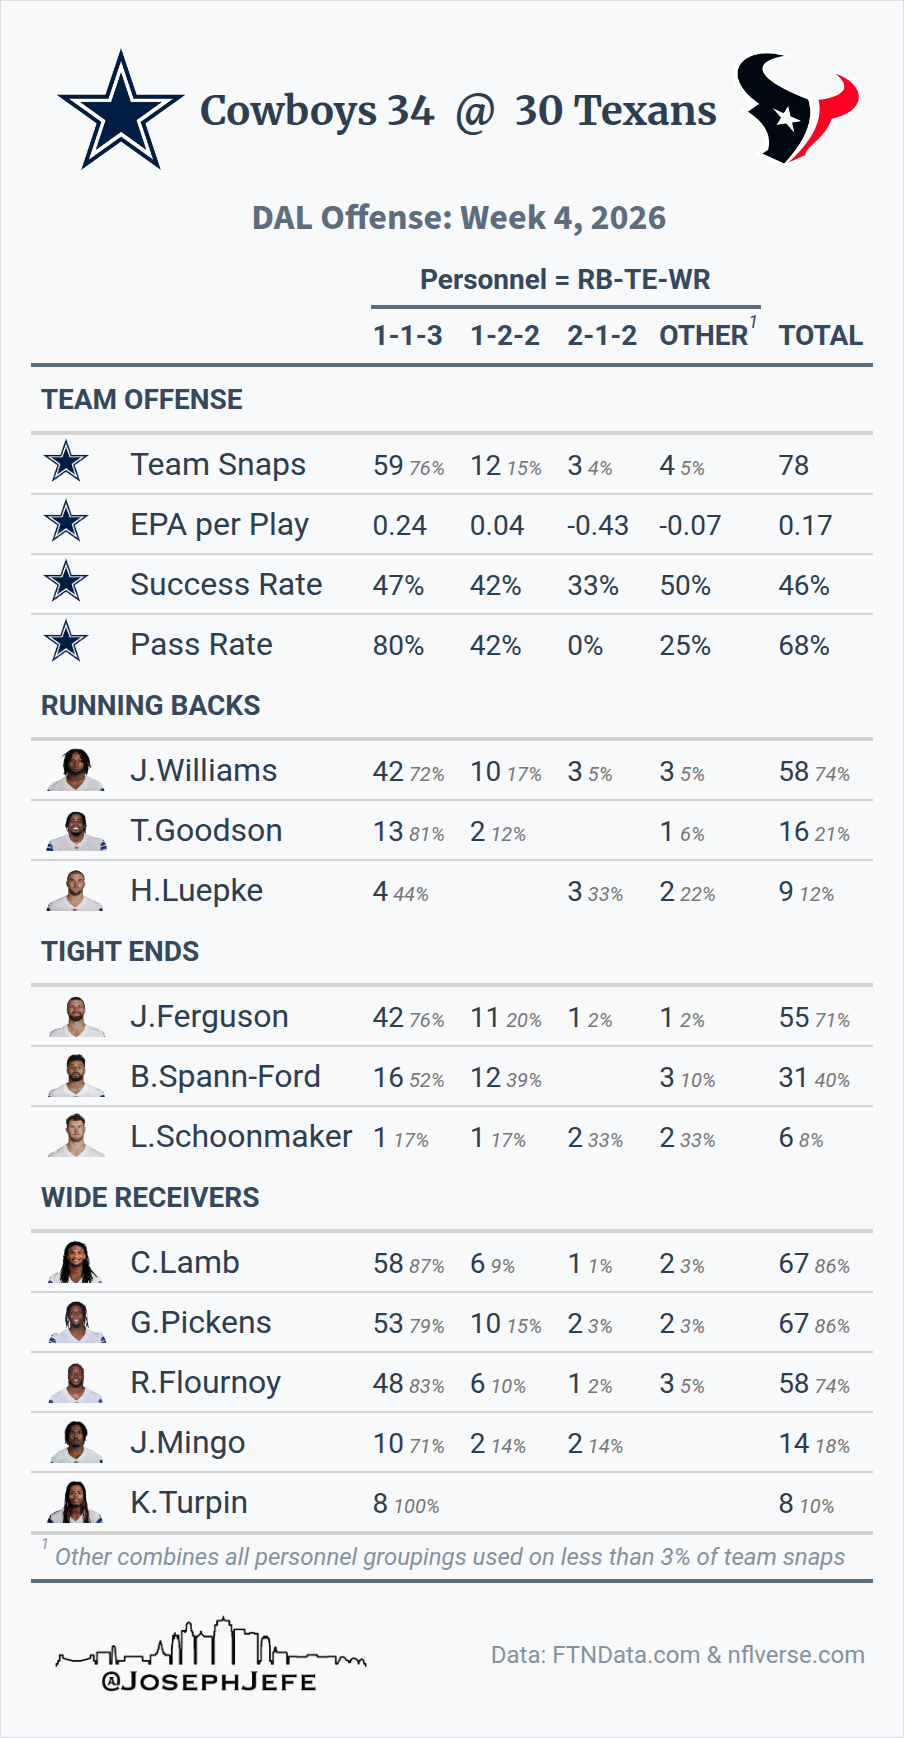 Cowboys 34 @ 30 Texans
DAL Offense: Week 4, 2026
Personnel = RB-TE-WR
1-1-3 1-2-2 2-1-2 OTHER1 TOTAL
TEAM OFFENSE
Team Snaps 59 76% 12 15% 3 4% 4 5% 78
EPA per Play 0.24 0.04 -0.43 -0.07 0.17
Success Rate 47% 42% 33% 50% 46%
Pass Rate 80% 42% 0% 25% 68%
RUNNING BACKS
J.Williams 42 72% 10 17% 3 5% 3 5% 58 74%
T.Goodson 13 81% 2 12% 1 6% 16 21%
H.Luepke 4 44% 3 33% 2 22% 9 12%
TIGHT ENDS
J.Ferguson 42 76% 11 20% 1 2% 1 2% 55 71%
B.Spann-Ford 16 52% 12 39% 3 10% 31 40%
L.Schoonmaker 1 17% 1 17% 2 33% 2 33% 6 8%
WIDE RECEIVERS
C.Lamb 58 87% 6 9% 1 1% 2 3% 67 86%
G.Pickens 53 79% 10 15% 2 3% 2 3% 67 86%
R.Flournoy 48 83% 6 10% 1 2% 3 5% 58 74%
J.Mingo 10 71% 2 14% 2 14% 14 18%
K.Turpin 8 100% 8 10%
1 Other combines all personnel groupings used on less than 3% of team snaps
@JosephJefe
Data: FTNData.com & nflverse.com